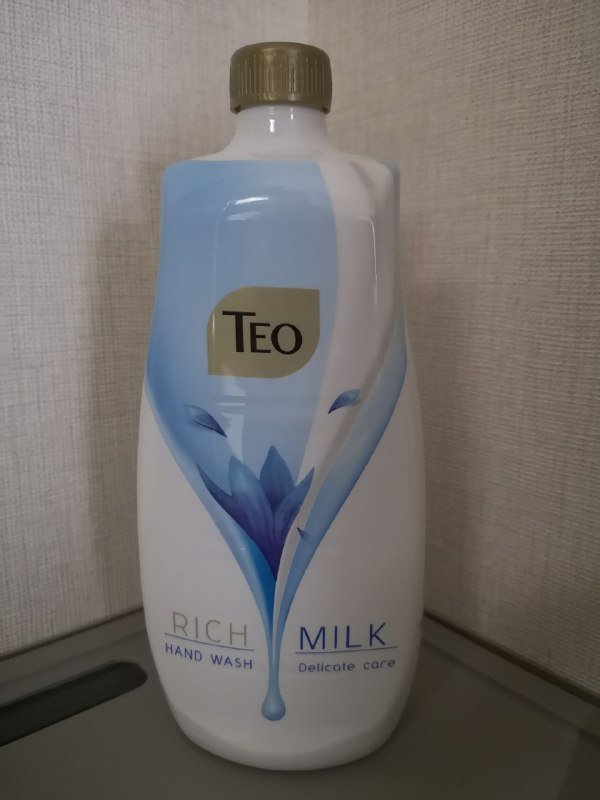 TEO
RICH MILK
HAND WASH Delicate care